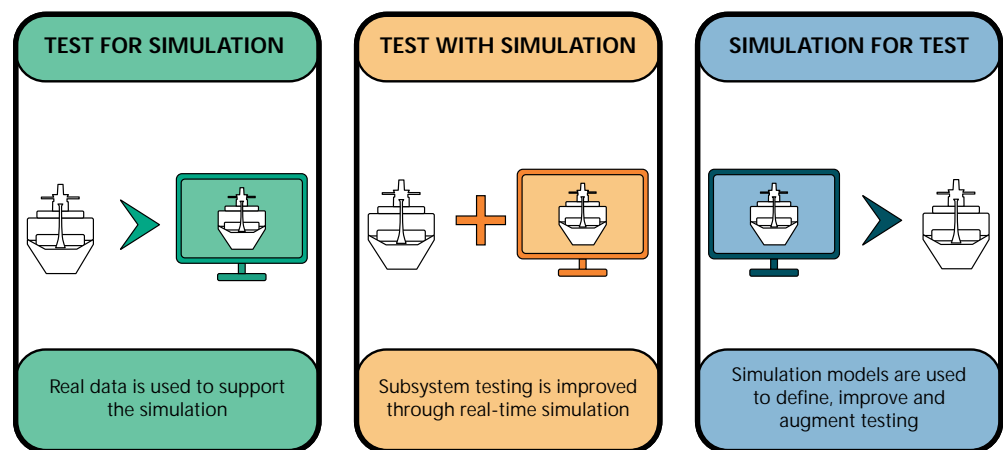 TEST FOR SIMULATION
Real data is used to support
the simulation
TEST WITH SIMULATION
Subsystem testing is improved
through real-time simulation
SIMULATION FOR TEST
Simulation models are used
to define, improve and
augment testing